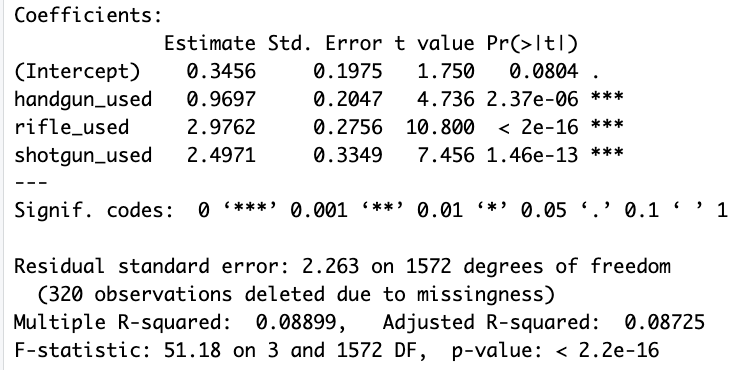 Coefficients:
Estimate Std. Error t value Pr(>|t|)
(Intercept) 0.3456 0.1975 1.750 0.0804 .
handgun_used 0.9697 0.2047 4.736 2.37e-06 ***
rifle_used 2.9762 0.2756 10.800 < 2e-16 ***
shotgun_used 2.4971 0.3349 7.456 1.46e-13 ***
---
Signif. codes: 0 ‘***’ 0.001 ‘**’ 0.01 ‘*’ 0.05 ‘.’ 0.1 ‘ ’ 1
Residual standard error: 2.263 on 1572 degrees of freedom
(320 observations deleted due to missingness)
Multiple R-squared: 0.08899, Adjusted R-squared: 0.08725
F-statistic: 51.18 on 3 and 1572 DF, p-value: < 2.2e-16